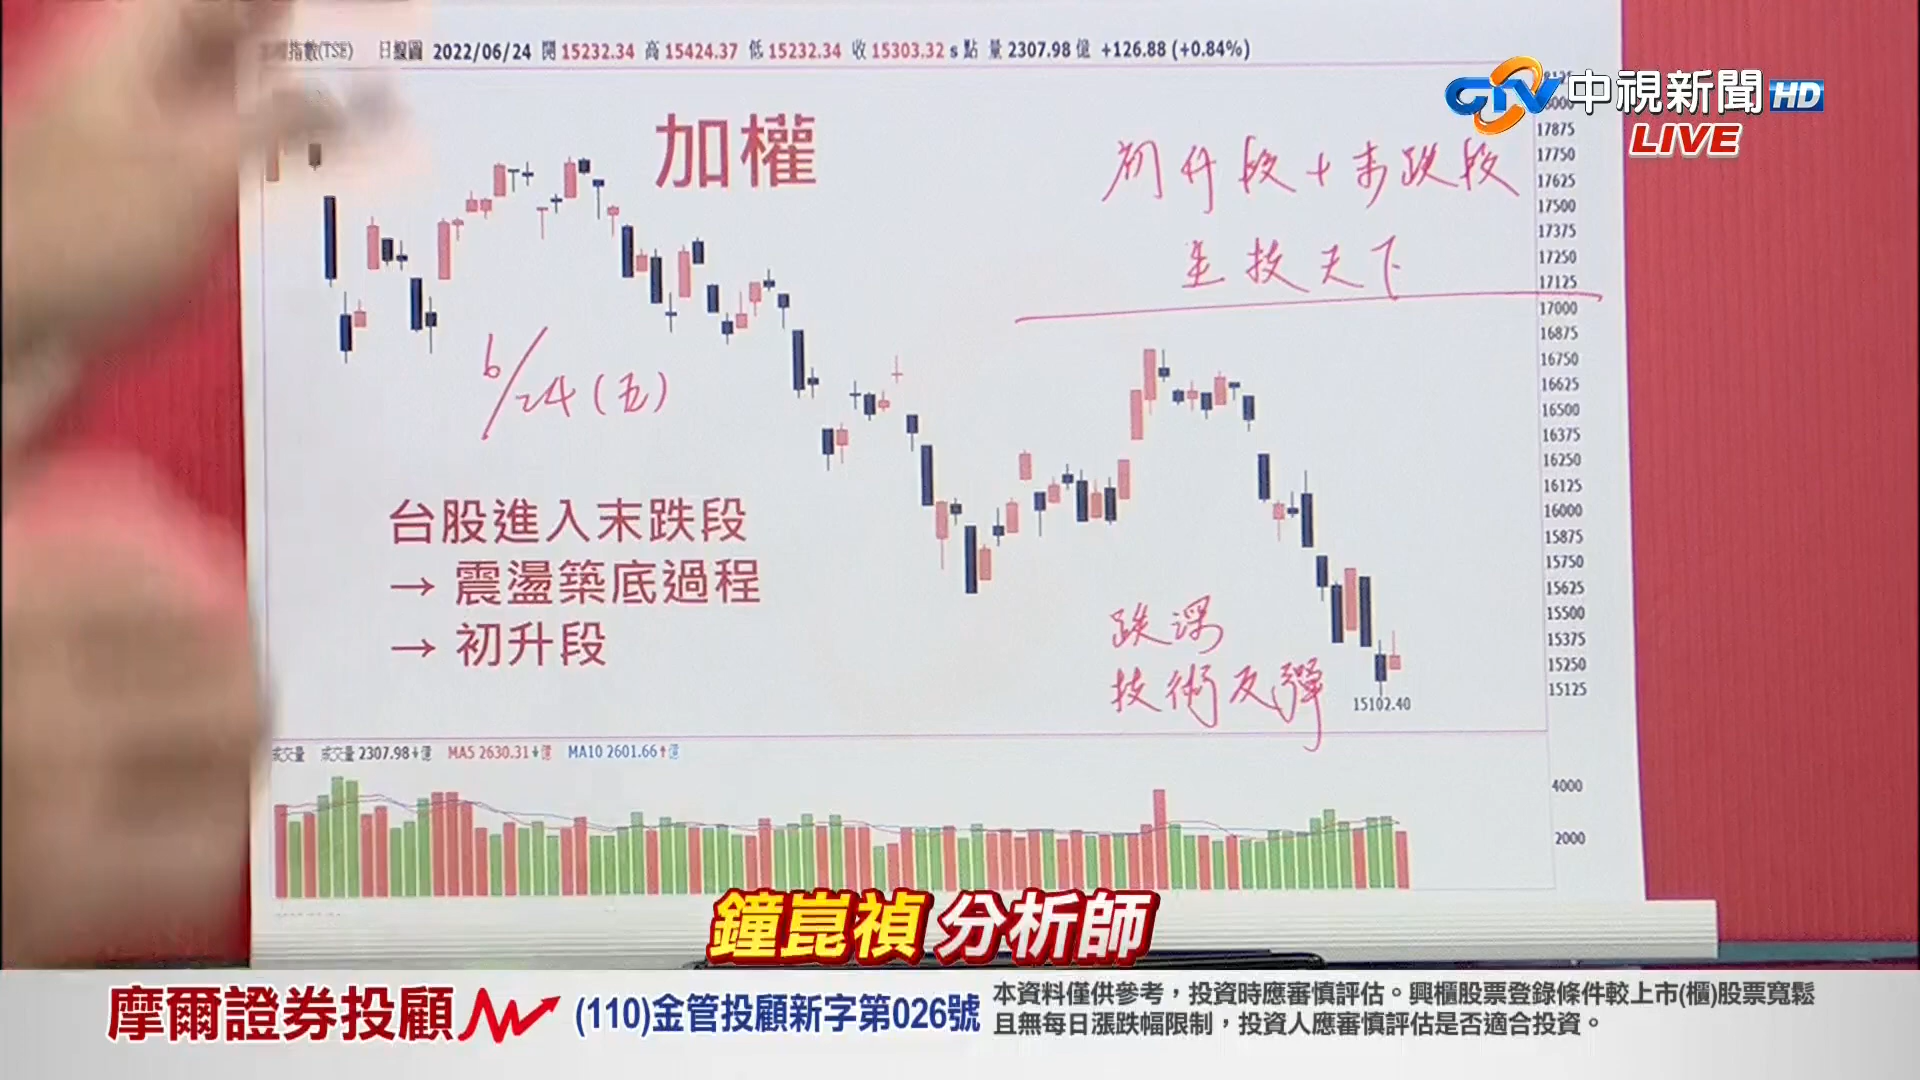 指數(TSE) 日線圖 2022/06/24 開 15232.34 高 15424.37 低 15232.34 收 15303.32 s 點 量 2307.98 億 +126.88 (+0.84%)
CTV 中視新聞 HD
LIVE
加權
初升段+末跌段
主投天下
6/24(五)
台股進入末跌段
→ 震盪築底過程
→ 初升段
跌深
技術反彈
15102.40
17875
17750
17625
17500
17375
17250
17125
17000
16875
16750
16625
16500
16375
16250
16125
16000
15875
15750
15625
15500
15375
15250
15125
成交量 成交量 2307.98↓億 MA5 2630.31↓億 MA10 2601.66↑億
4000
2000
鐘崑禎 分析師
摩爾證券投顧 (110)金管投顧新字第026號
本資料僅供參考，投資時應審慎評估。興櫃股票登錄條件較上市(櫃)股票寬鬆
且無每日漲跌幅限制，投資人應審慎評估是否適合投資。